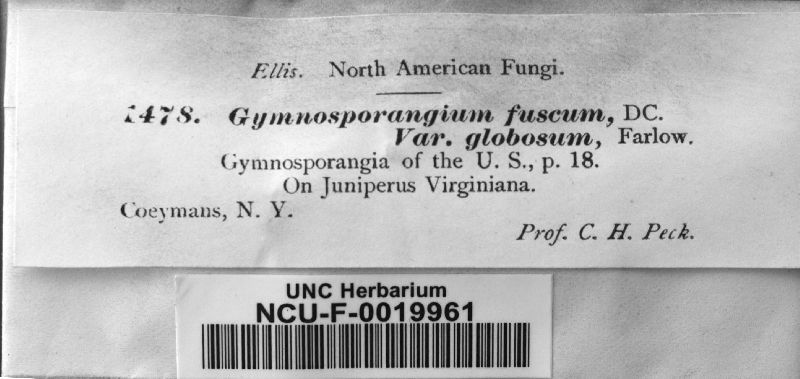 Ellis. North American Fungi.
1478. Gymnosporangium fuscum, DC.
Var. globosum, Farlow.
Gymnosporangia of the U. S., p. 18.
On Juniperus Virginiana.
Coeymans, N. Y.
Prof. C. H. Peck.
UNC Herbarium
NCU-F-0019961